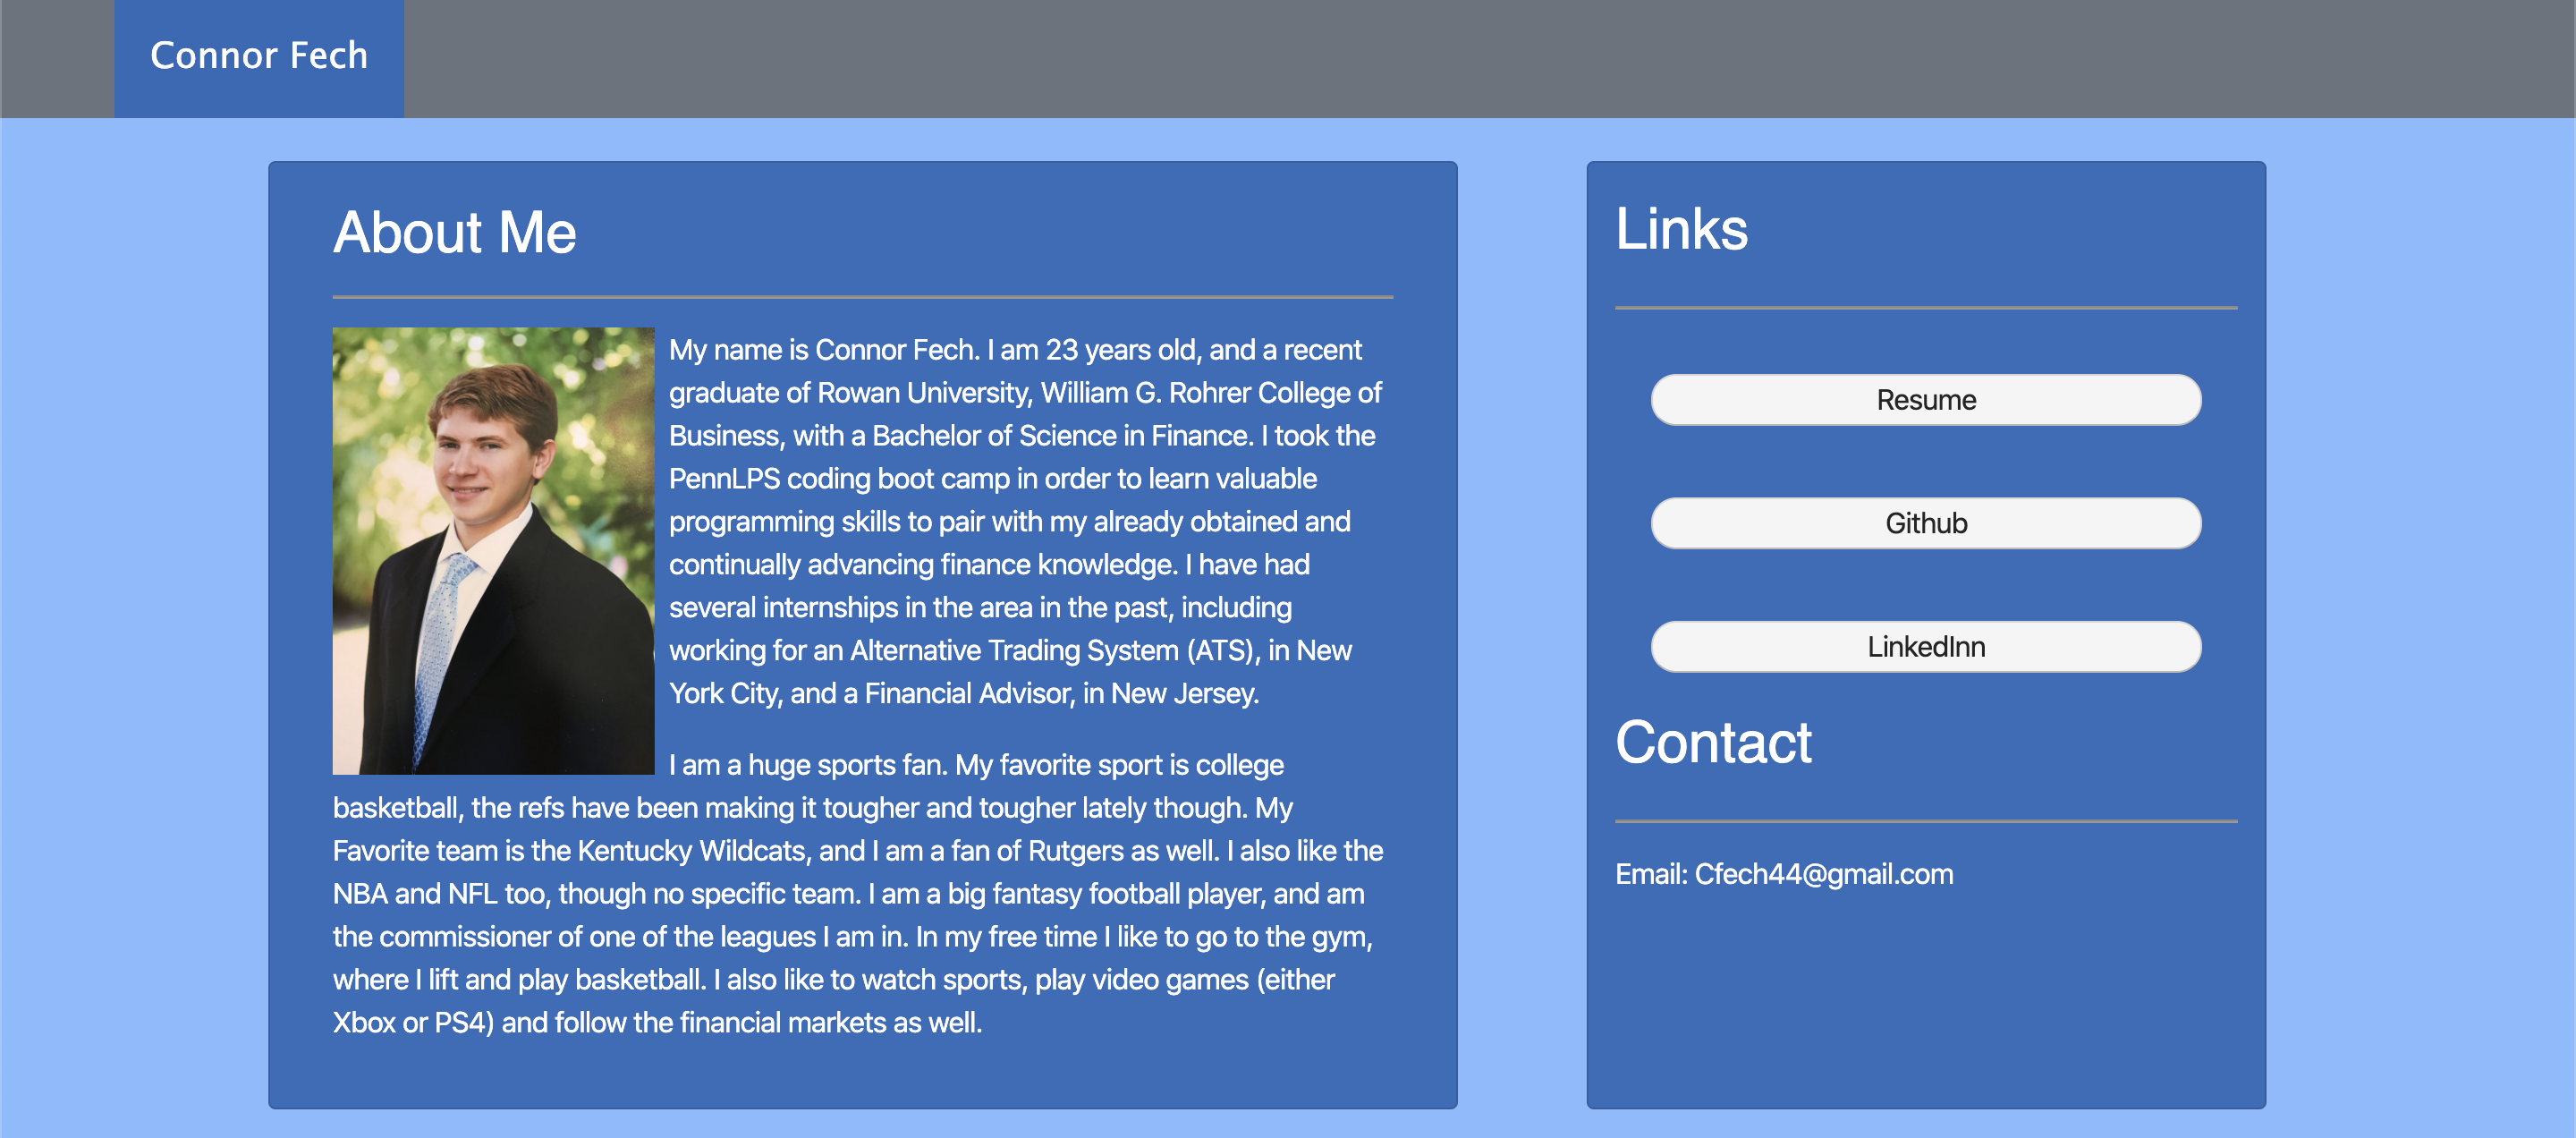 Connor Fech
About Me
My name is Connor Fech. I am 23 years old, and a recent
graduate of Rowan University, William G. Rohrer College of
Business, with a Bachelor of Science in Finance. I took the
PennLPS coding boot camp in order to learn valuable
programming skills to pair with my already obtained and
continually advancing finance knowledge. I have had
several internships in the area in the past, including
working for an Alternative Trading System (ATS), in New
York City, and a Financial Advisor, in New Jersey.
I am a huge sports fan. My favorite sport is college
basketball, the refs have been making it tougher and tougher lately though. My
Favorite team is the Kentucky Wildcats, and I am a fan of Rutgers as well. I also like the
NBA and NFL too, though no specific team. I am a big fantasy football player, and am
the commissioner of one of the leagues I am in. In my free time I like to go to the gym,
where I lift and play basketball. I also like to watch sports, play video games (either
Xbox or PS4) and follow the financial markets as well.
Links
Resume
Github
LinkedInn
Contact
Email: Cfech44@gmail.com